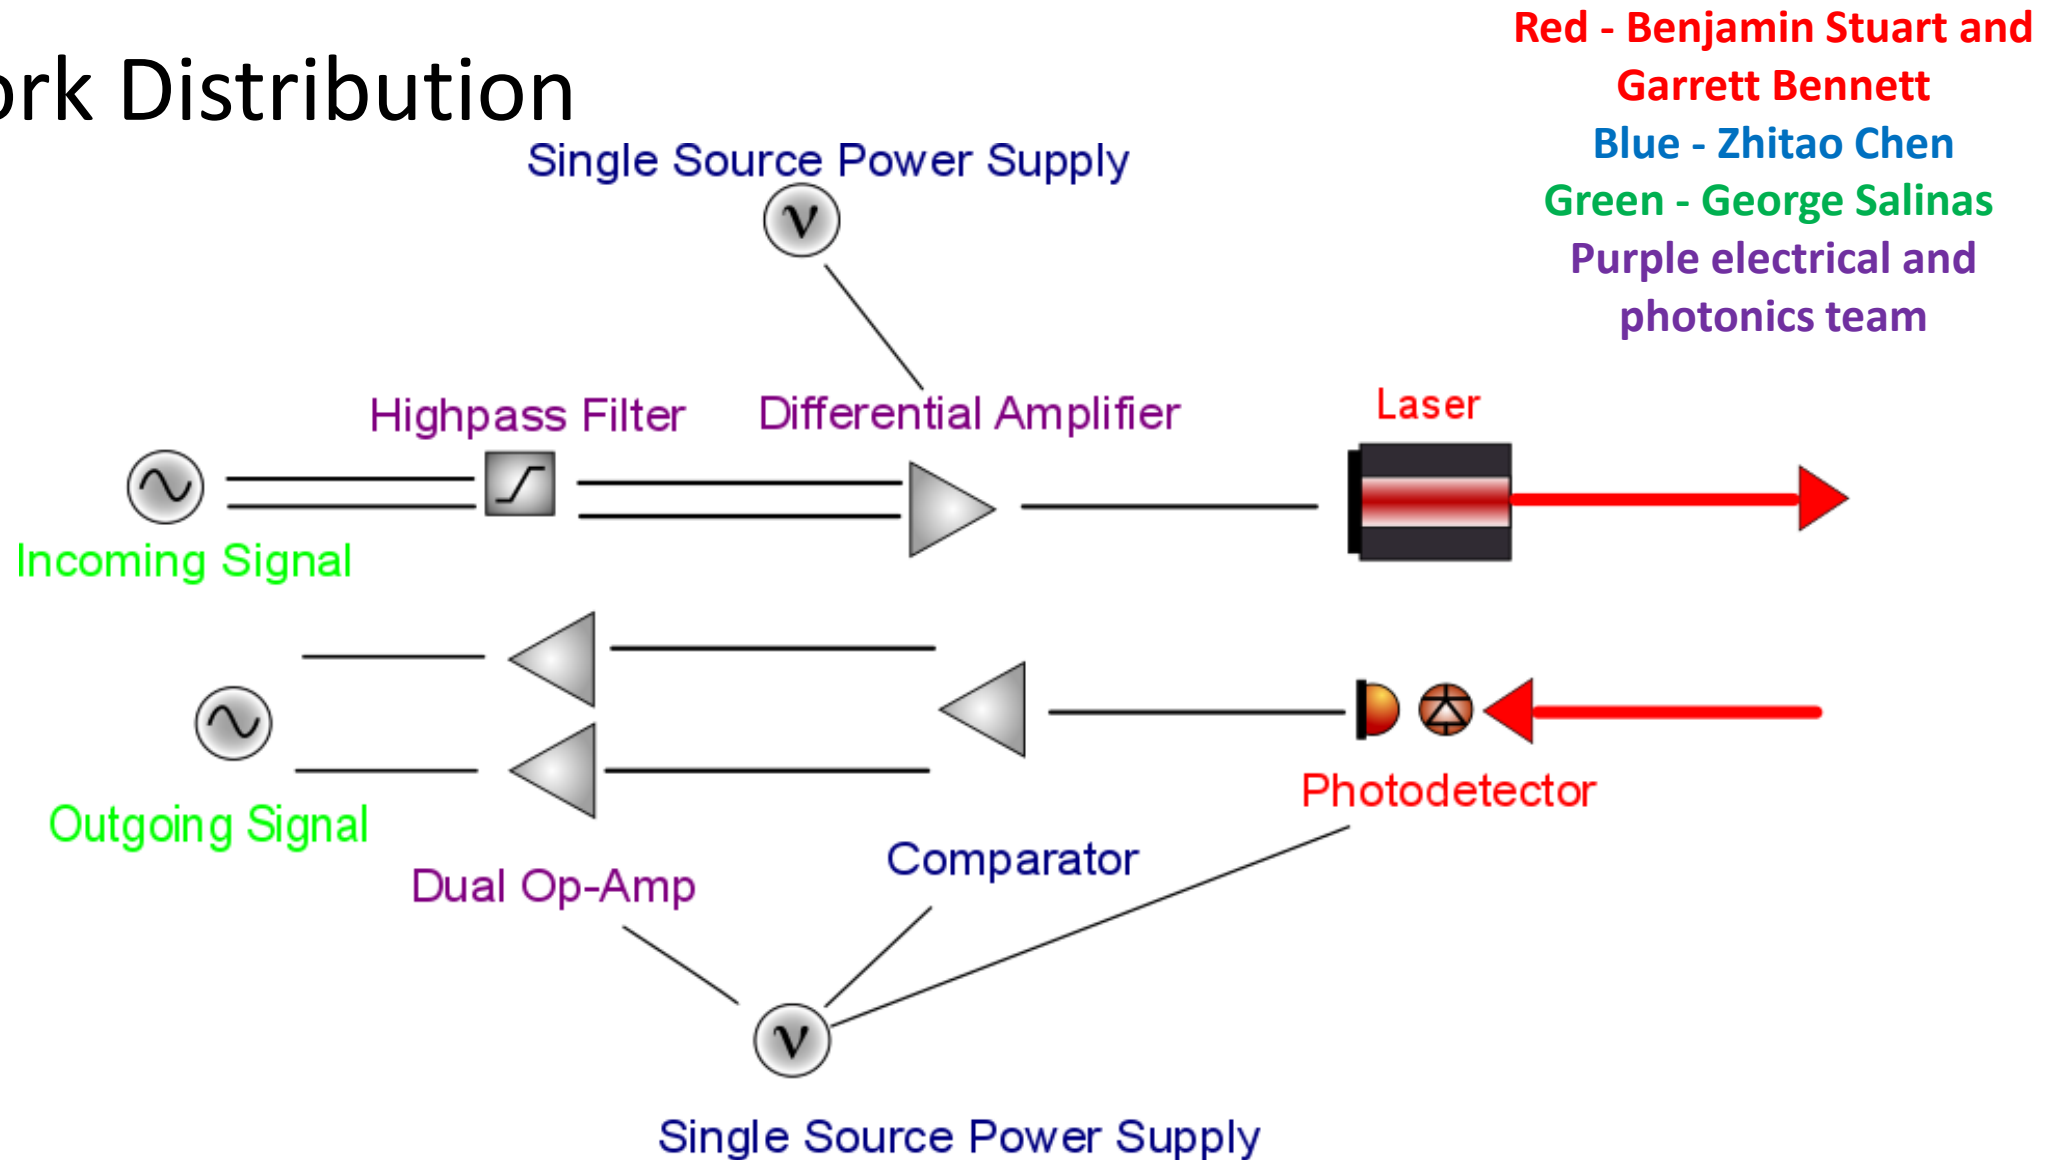 ork Distribution
Red - Benjamin Stuart and
Garrett Bennett
Blue - Zhitao Chen
Green - George Salinas
Purple electrical and
photonics team
Single Source Power Supply
V
Highpass Filter
Differential Amplifier
Laser
Incoming Signal
Outgoing Signal
Photodetector
Comparator
Dual Op-Amp
V
Single Source Power Supply